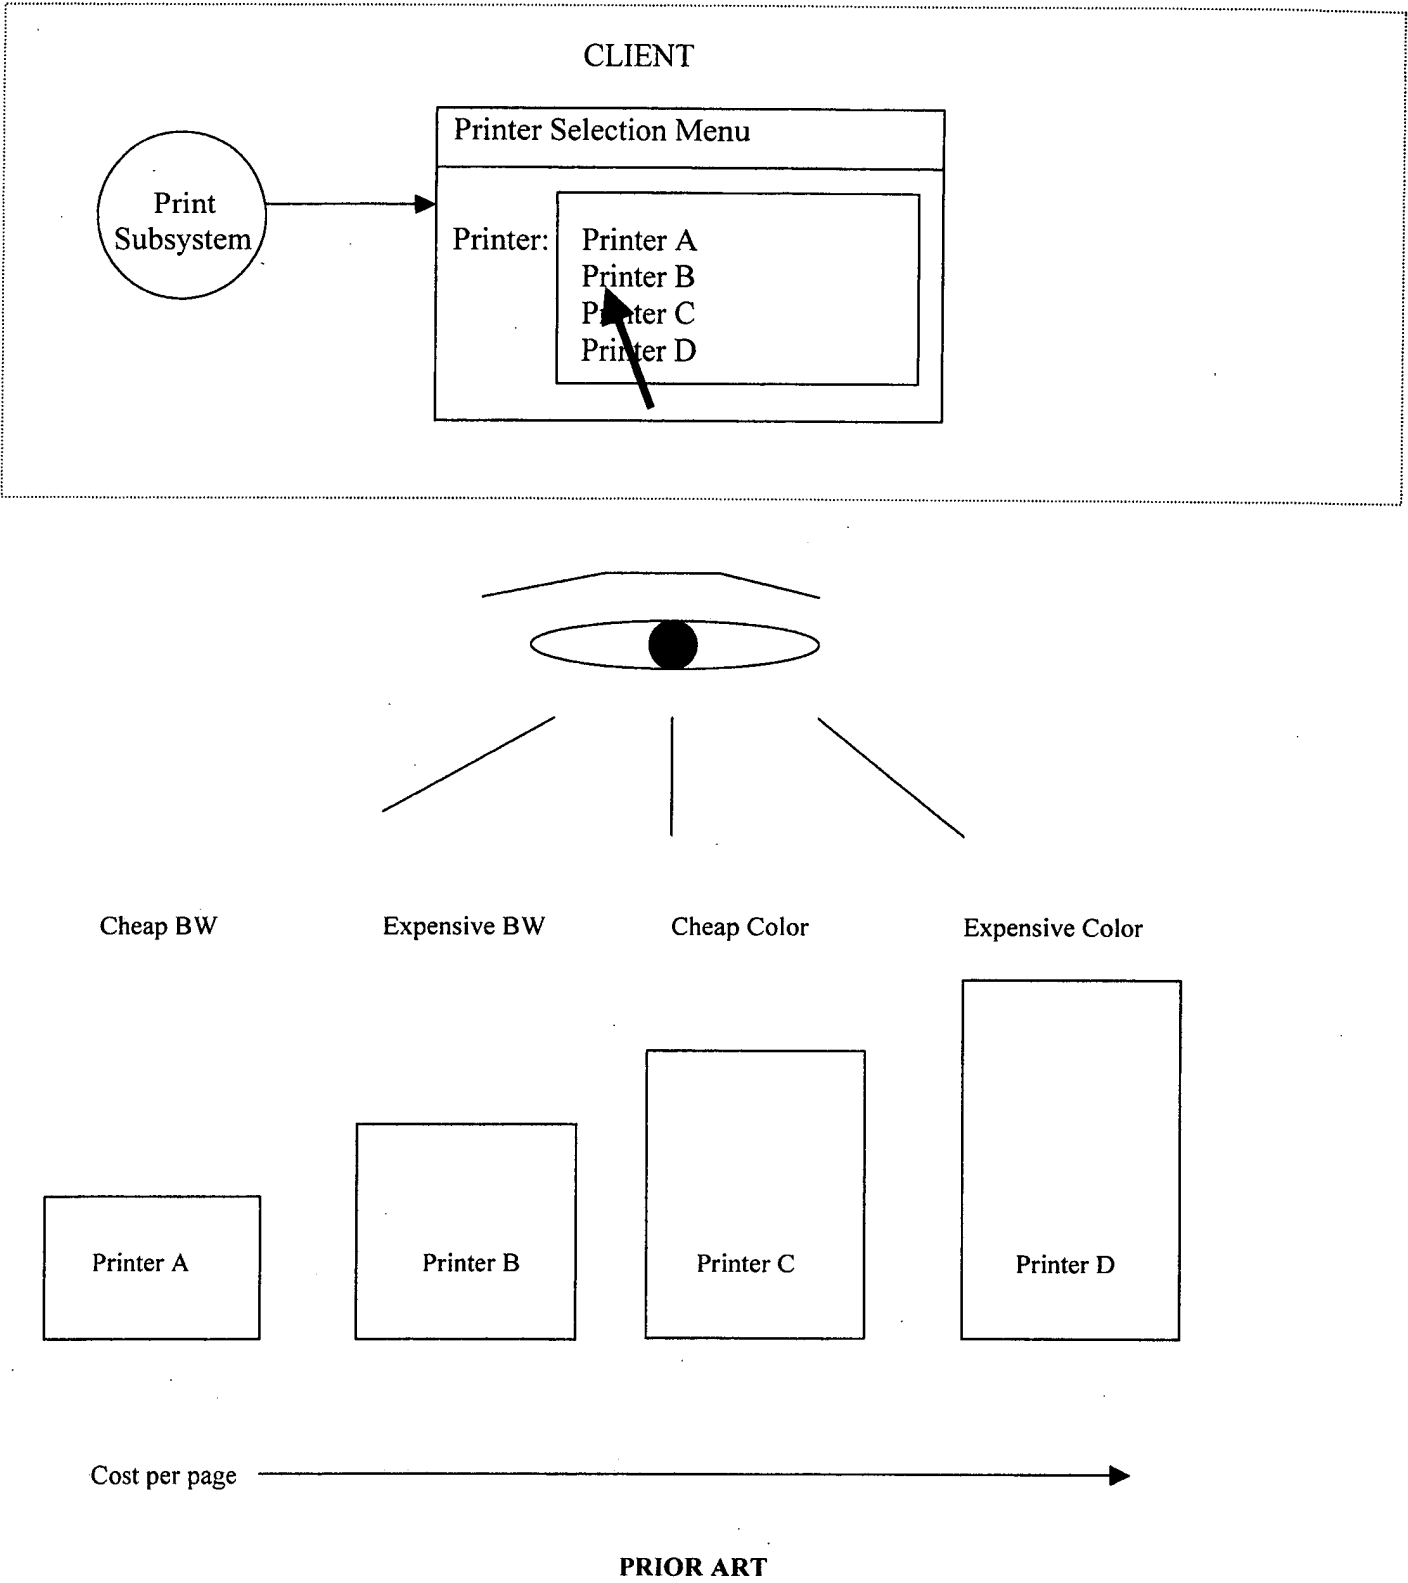 CLIENT
Printer Selection Menu
Print
Subsystem
Printer:
Printer A
Printer B
Printer C
Printer D
Cheap BW
Expensive BW
Cheap Color
Expensive Color
Printer A
Printer B
Printer C
Printer D
Cost per page
PRIOR ART